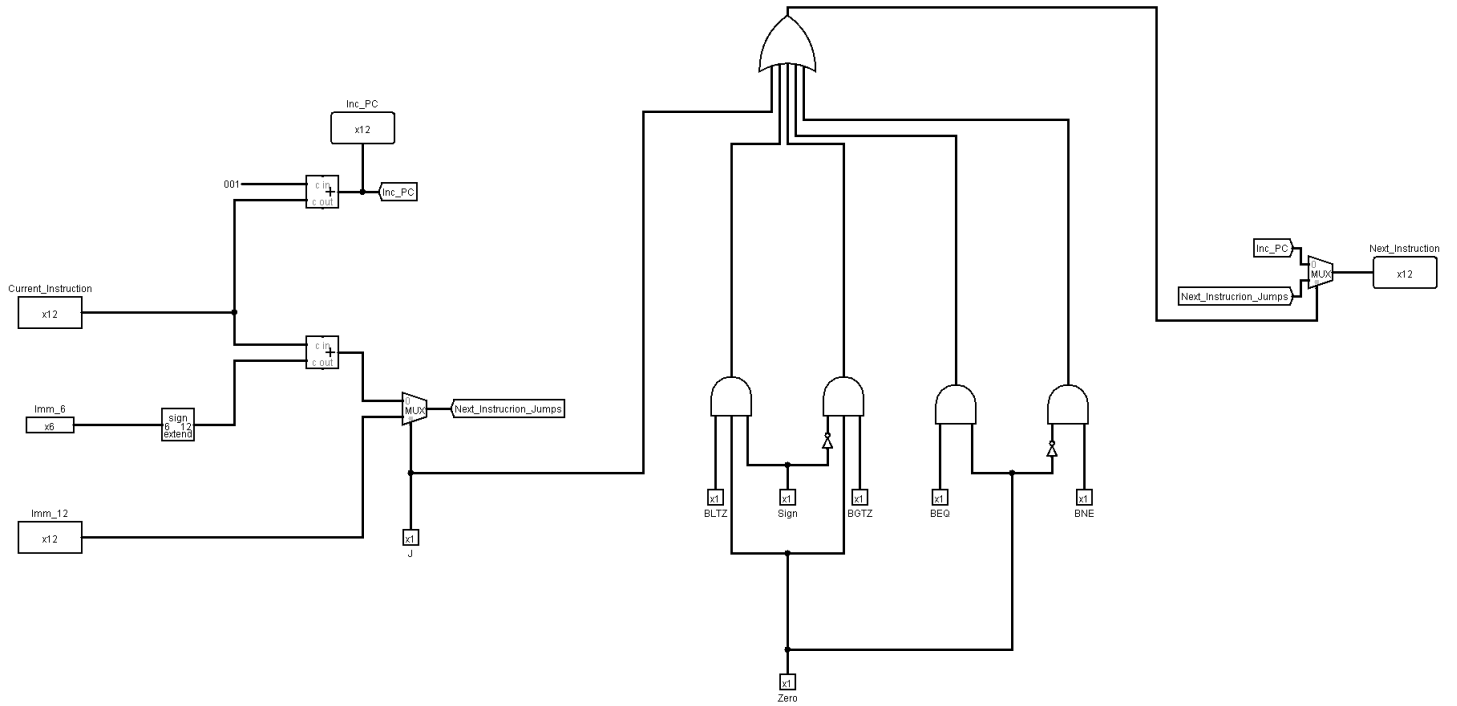 Inc_PC
x12
001
c in
+
c out
Inc_PC
Current_Instruction
x12
c in
+
c out
Imm_6
x6
sign
6 12
extend
0
MUX
Next_Instrucrion_Jumps
Imm_12
x12
x1
J
x1
BLTZ
x1
Sign
x1
BGTZ
x1
BEQ
x1
BNE
x1
Zero
Inc_PC
Next_Instrucrion_Jumps
0
MUX
Next_Instruction
x12